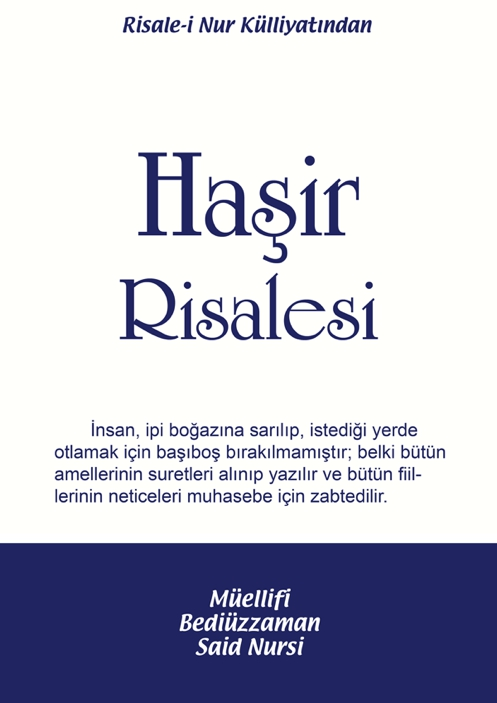 Risale-i Nur Külliyatından
Haşir
Risalesi
İnsan, ipi boğazına sarılıp, istediği yerde
otlamak için başıboş bırakılmamıştır; belki bütün
amellerinin suretleri alınıp yazılır ve bütün fiil-
lerinin neticeleri muhasebe için zabtedilir.
Müellifi
Bediüzzaman
Said Nursi